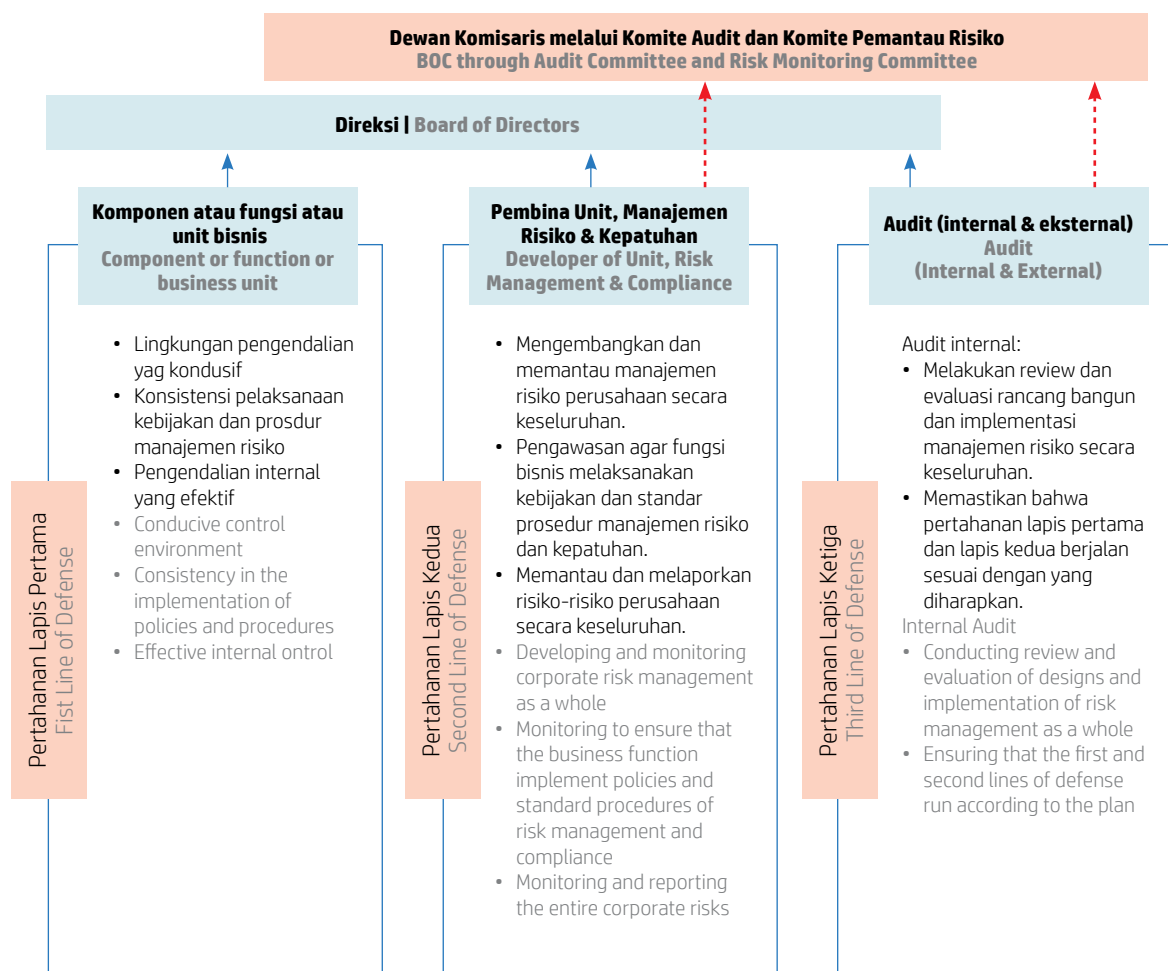 Dewan Komisaris melalui Komite Audit dan Komite Pemantau Risiko
BOC through Audit Committee and Risk Monitoring Committee
Direksi | Board of Directors
Komponen atau fungsi atau
unit bisnis
Component or function or
business unit
Pertahanan Lapis Pertama
Fist Line of Defense
• Lingkungan pengendalian
yag kondusif
• Konsistensi pelaksanaan
kebijakan dan prosdur
manajemen risiko
• Pengendalian internal
yang efektif
• Conducive control
environment
• Consistency in the
implementation of
policies and procedures
• Effective internal ontrol
Pembina Unit, Manajemen
Risiko & Kepatuhan
Developer of Unit, Risk
Management & Compliance
Pertahanan Lapis Kedua
Second Line of Defense
• Mengembangkan dan
memantau manajemen
risiko perusahaan secara
keseluruhan.
• Pengawasan agar fungsi
bisnis melaksanakan
kebijakan dan standar
prosedur manajemen risiko
dan kepatuhan.
• Memantau dan melaporkan
risiko-risiko perusahaan
secara keseluruhan.
• Developing and monitoring
corporate risk management
as a whole
• Monitoring to ensure that
the business function
implement policies and
standard procedures of
risk management and
compliance
• Monitoring and reporting
the entire corporate risks
Audit (internal & eksternal)
Audit
(Internal & External)
Pertahanan Lapis Ketiga
Third Line of Defense
Audit internal:
• Melakukan review dan
evaluasi rancang bangun
dan implementasi
manajemen risiko secara
keseluruhan.
• Memastikan bahwa
pertahanan lapis pertama
dan lapis kedua berjalan
sesuai dengan yang
diharapkan.
Internal Audit
• Conducting review and
evaluation of designs and
implementation of risk
management as a whole
• Ensuring that the first and
second lines of defense
run according to the plan